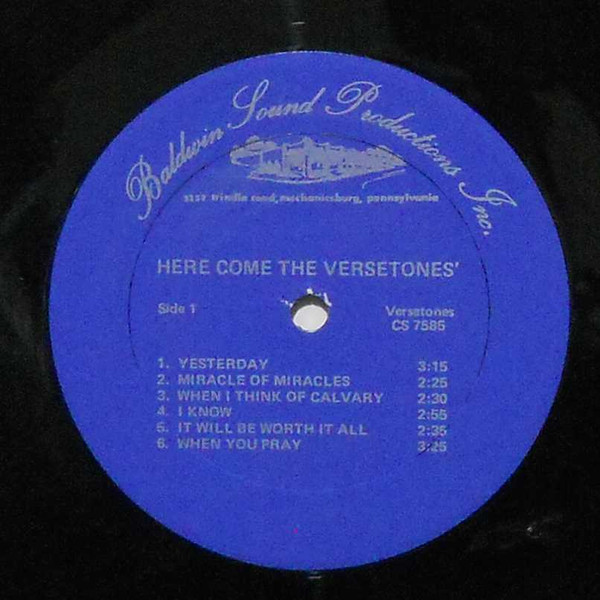 Baldwin Sound Productions Inc.
trindle road, mechanicsburg, pennsylvania
HERE COME THE VERSETONES'
Side 1
Versetones
CS 7585
1. YESTERDAY 3:15
2. MIRACLE OF MIRACLES 2:25
3. WHEN I THINK OF CALVARY 2:30
4. I KNOW 2:55
5. IT WILL BE WORTH IT ALL 2:35
6. WHEN YOU PRAY 3:25